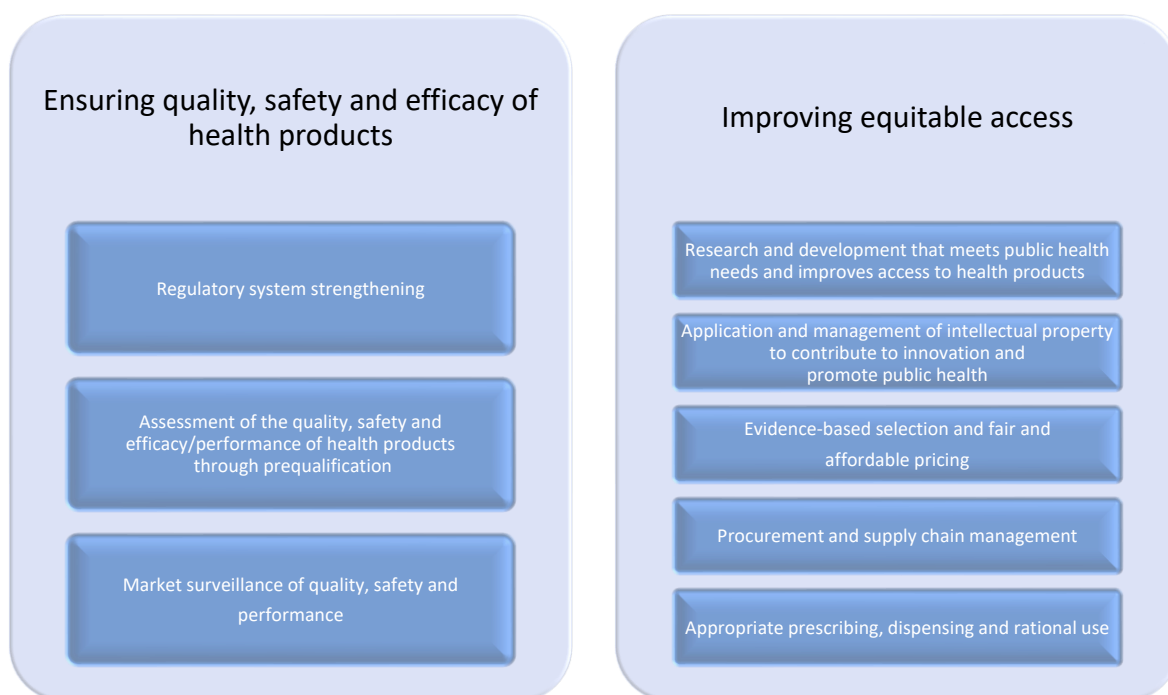 Ensuring quality, safety and efficacy of
health products
Regulatory system strengthening
Assessment of the quality, safety and
efficacy/performance of health products
through prequalification
Market surveillance of quality, safety and
performance
Improving equitable access
Research and development that meets public health
needs and improves access to health products
Application and management of intellectual property
to contribute to innovation and
promote public health
Evidence-based selection and fair and
affordable pricing
Procurement and supply chain management
Appropriate prescribing, dispensing and rational use